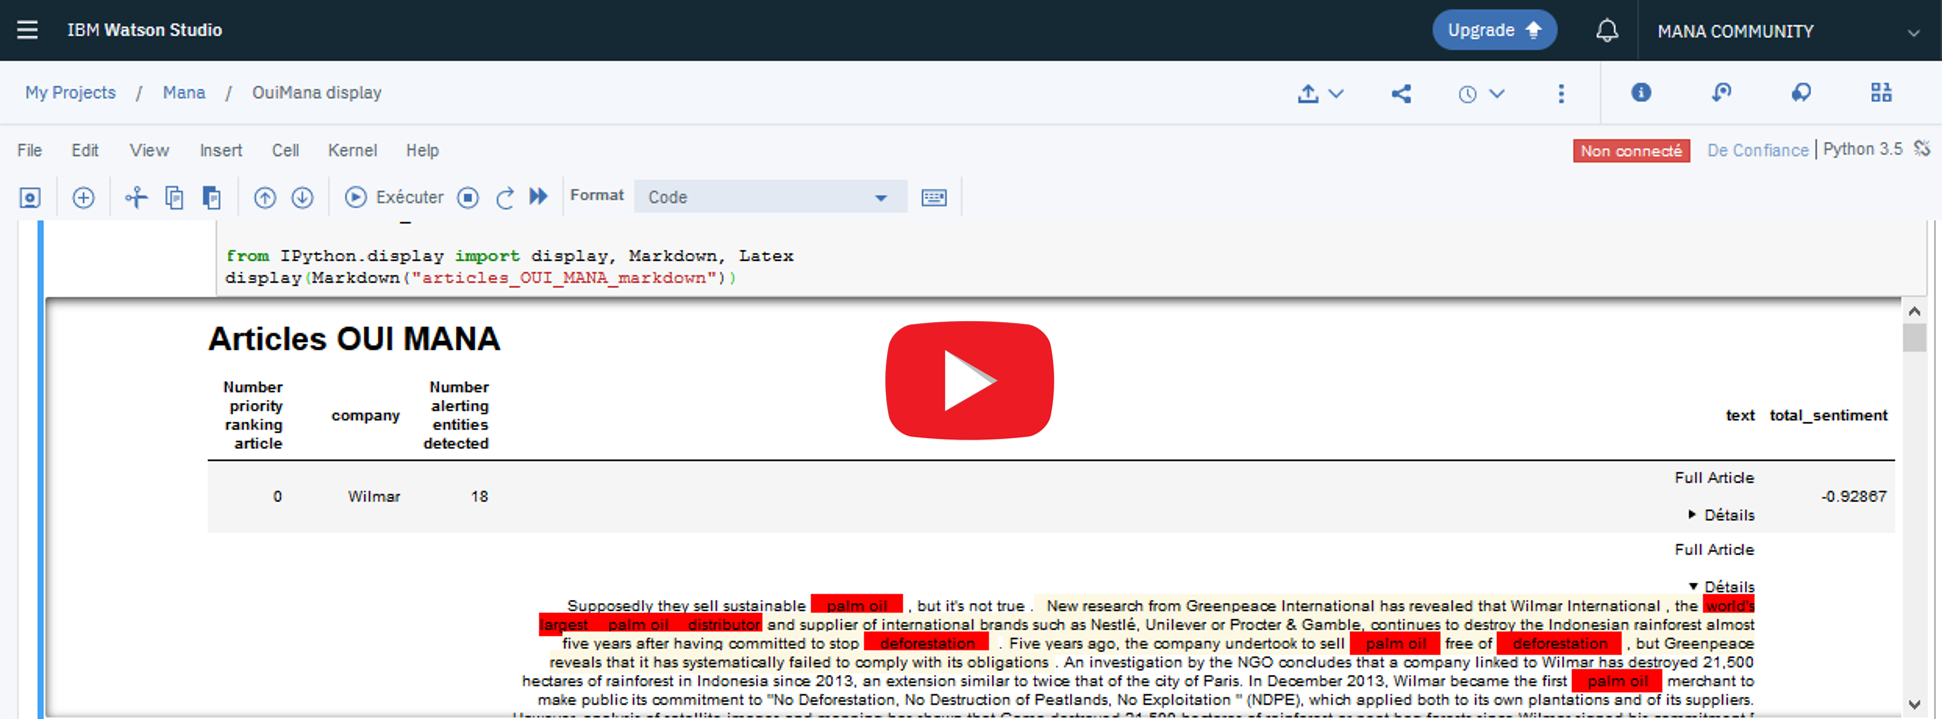 IBM Watson Studio
Upgrade
MANA COMMUNITY
My Projects / Mana / OuiMana display
File Edit View Insert Cell Kernel Help
Non connecté De Confiance | Python 3.5
Exécuter Format Code
from IPython.display import display, Markdown, Latex
display(Markdown("articles_OUI_MANA_markdown"))
Articles OUI MANA
Number priority ranking article
company
Number alerting entities detected
text
total_sentiment
0 Wilmar 18
Full Article
Détails
-0.92867
Full Article
Détails
Supposedly they sell sustainable palm oil , but it's not true . New research from Greenpeace International has revealed that Wilmar International , the world's
largest palm oil distributor and supplier of international brands such as Nestlé, Unilever or Procter & Gamble, continues to destroy the Indonesian rainforest almost
five years after having committed to stop deforestation . Five years ago, the company undertook to sell palm oil free of deforestation , but Greenpeace
reveals that it has systematically failed to comply with its obligations . An investigation by the NGO concludes that a company linked to Wilmar has destroyed 21,500
hectares of rainforest in Indonesia since 2013, an extension similar to twice that of the city of Paris. In December 2013, Wilmar became the first palm oil merchant to
make public its commitment to "No Deforestation, No Destruction of Peatlands, No Exploitation " (NDPE), which applied both to its own plantations and of its suppliers.